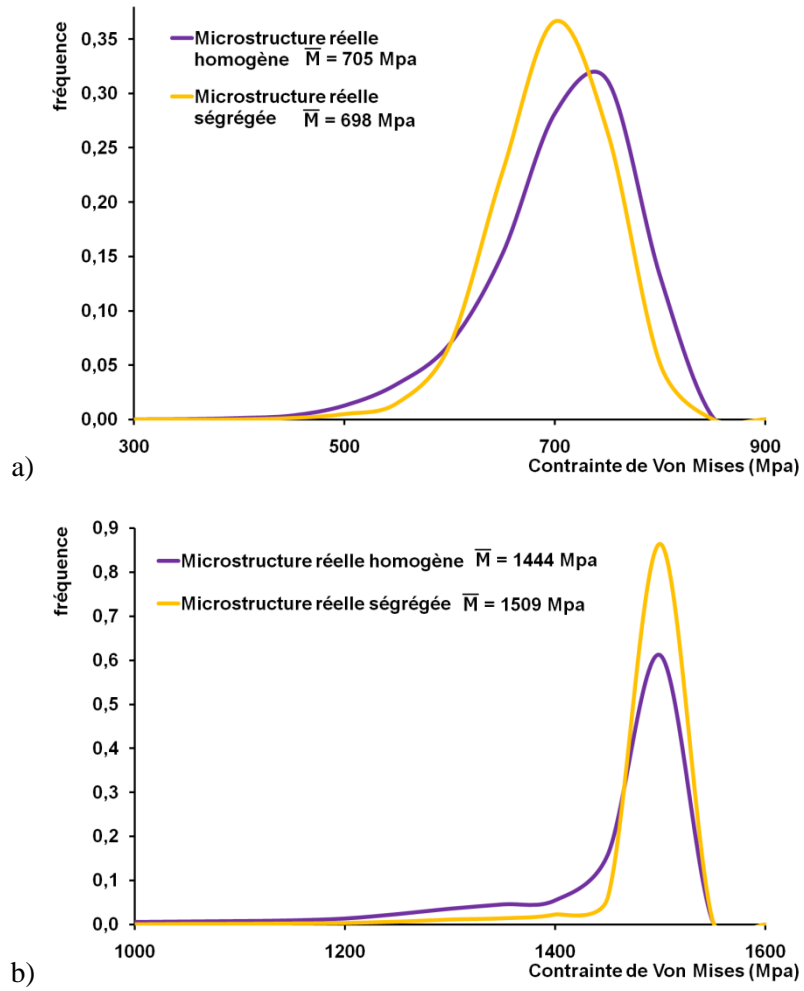 fréquence
0,35
0,30
0,25
0,20
0,15
0,10
0,05
0,00
Microstructure réelle
homogène M̅ = 705 Mpa
Microstructure réelle
ségrégée M̅ = 698 Mpa
300 500 700 900
Contrainte de Von Mises (Mpa)
a)
fréquence
0,9
0,8
0,7
0,6
0,5
0,4
0,3
0,2
0,1
0,0
Microstructure réelle homogène M̅ = 1444 Mpa
Microstructure réelle ségrégée M̅ = 1509 Mpa
1000 1200 1400 1600
Contrainte de Von Mises (Mpa)
b)